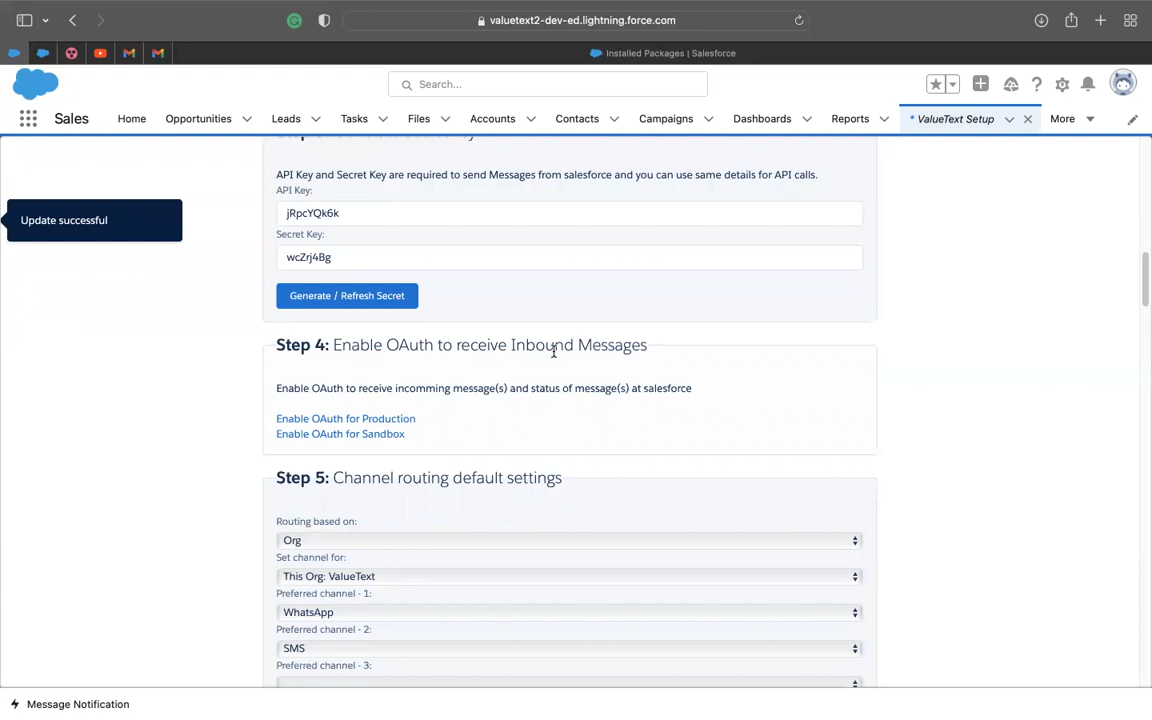 valuetext2-dev-ed.lightning.force.com
Installed Packages | Salesforce
Search...
Sales
Home
Opportunities
Leads
Tasks
Files
Accounts
Contacts
Campaigns
Dashboards
Reports
* ValueText Setup
More
API Key and Secret Key are required to send Messages from salesforce and you can use same details for API calls.
API Key:
jRpcYQk6k
Update successful
Secret Key:
wcZrj4Bg
Generate / Refresh Secret
Step 4: Enable OAuth to receive Inbound Messages
Enable OAuth to receive incomming message(s) and status of message(s) at salesforce
Enable OAuth for Production
Enable OAuth for Sandbox
Step 5: Channel routing default settings
Routing based on:
Org
Set channel for:
This Org: ValueText
Preferred channel - 1:
WhatsApp
Preferred channel - 2:
SMS
Preferred channel - 3:
Message Notification